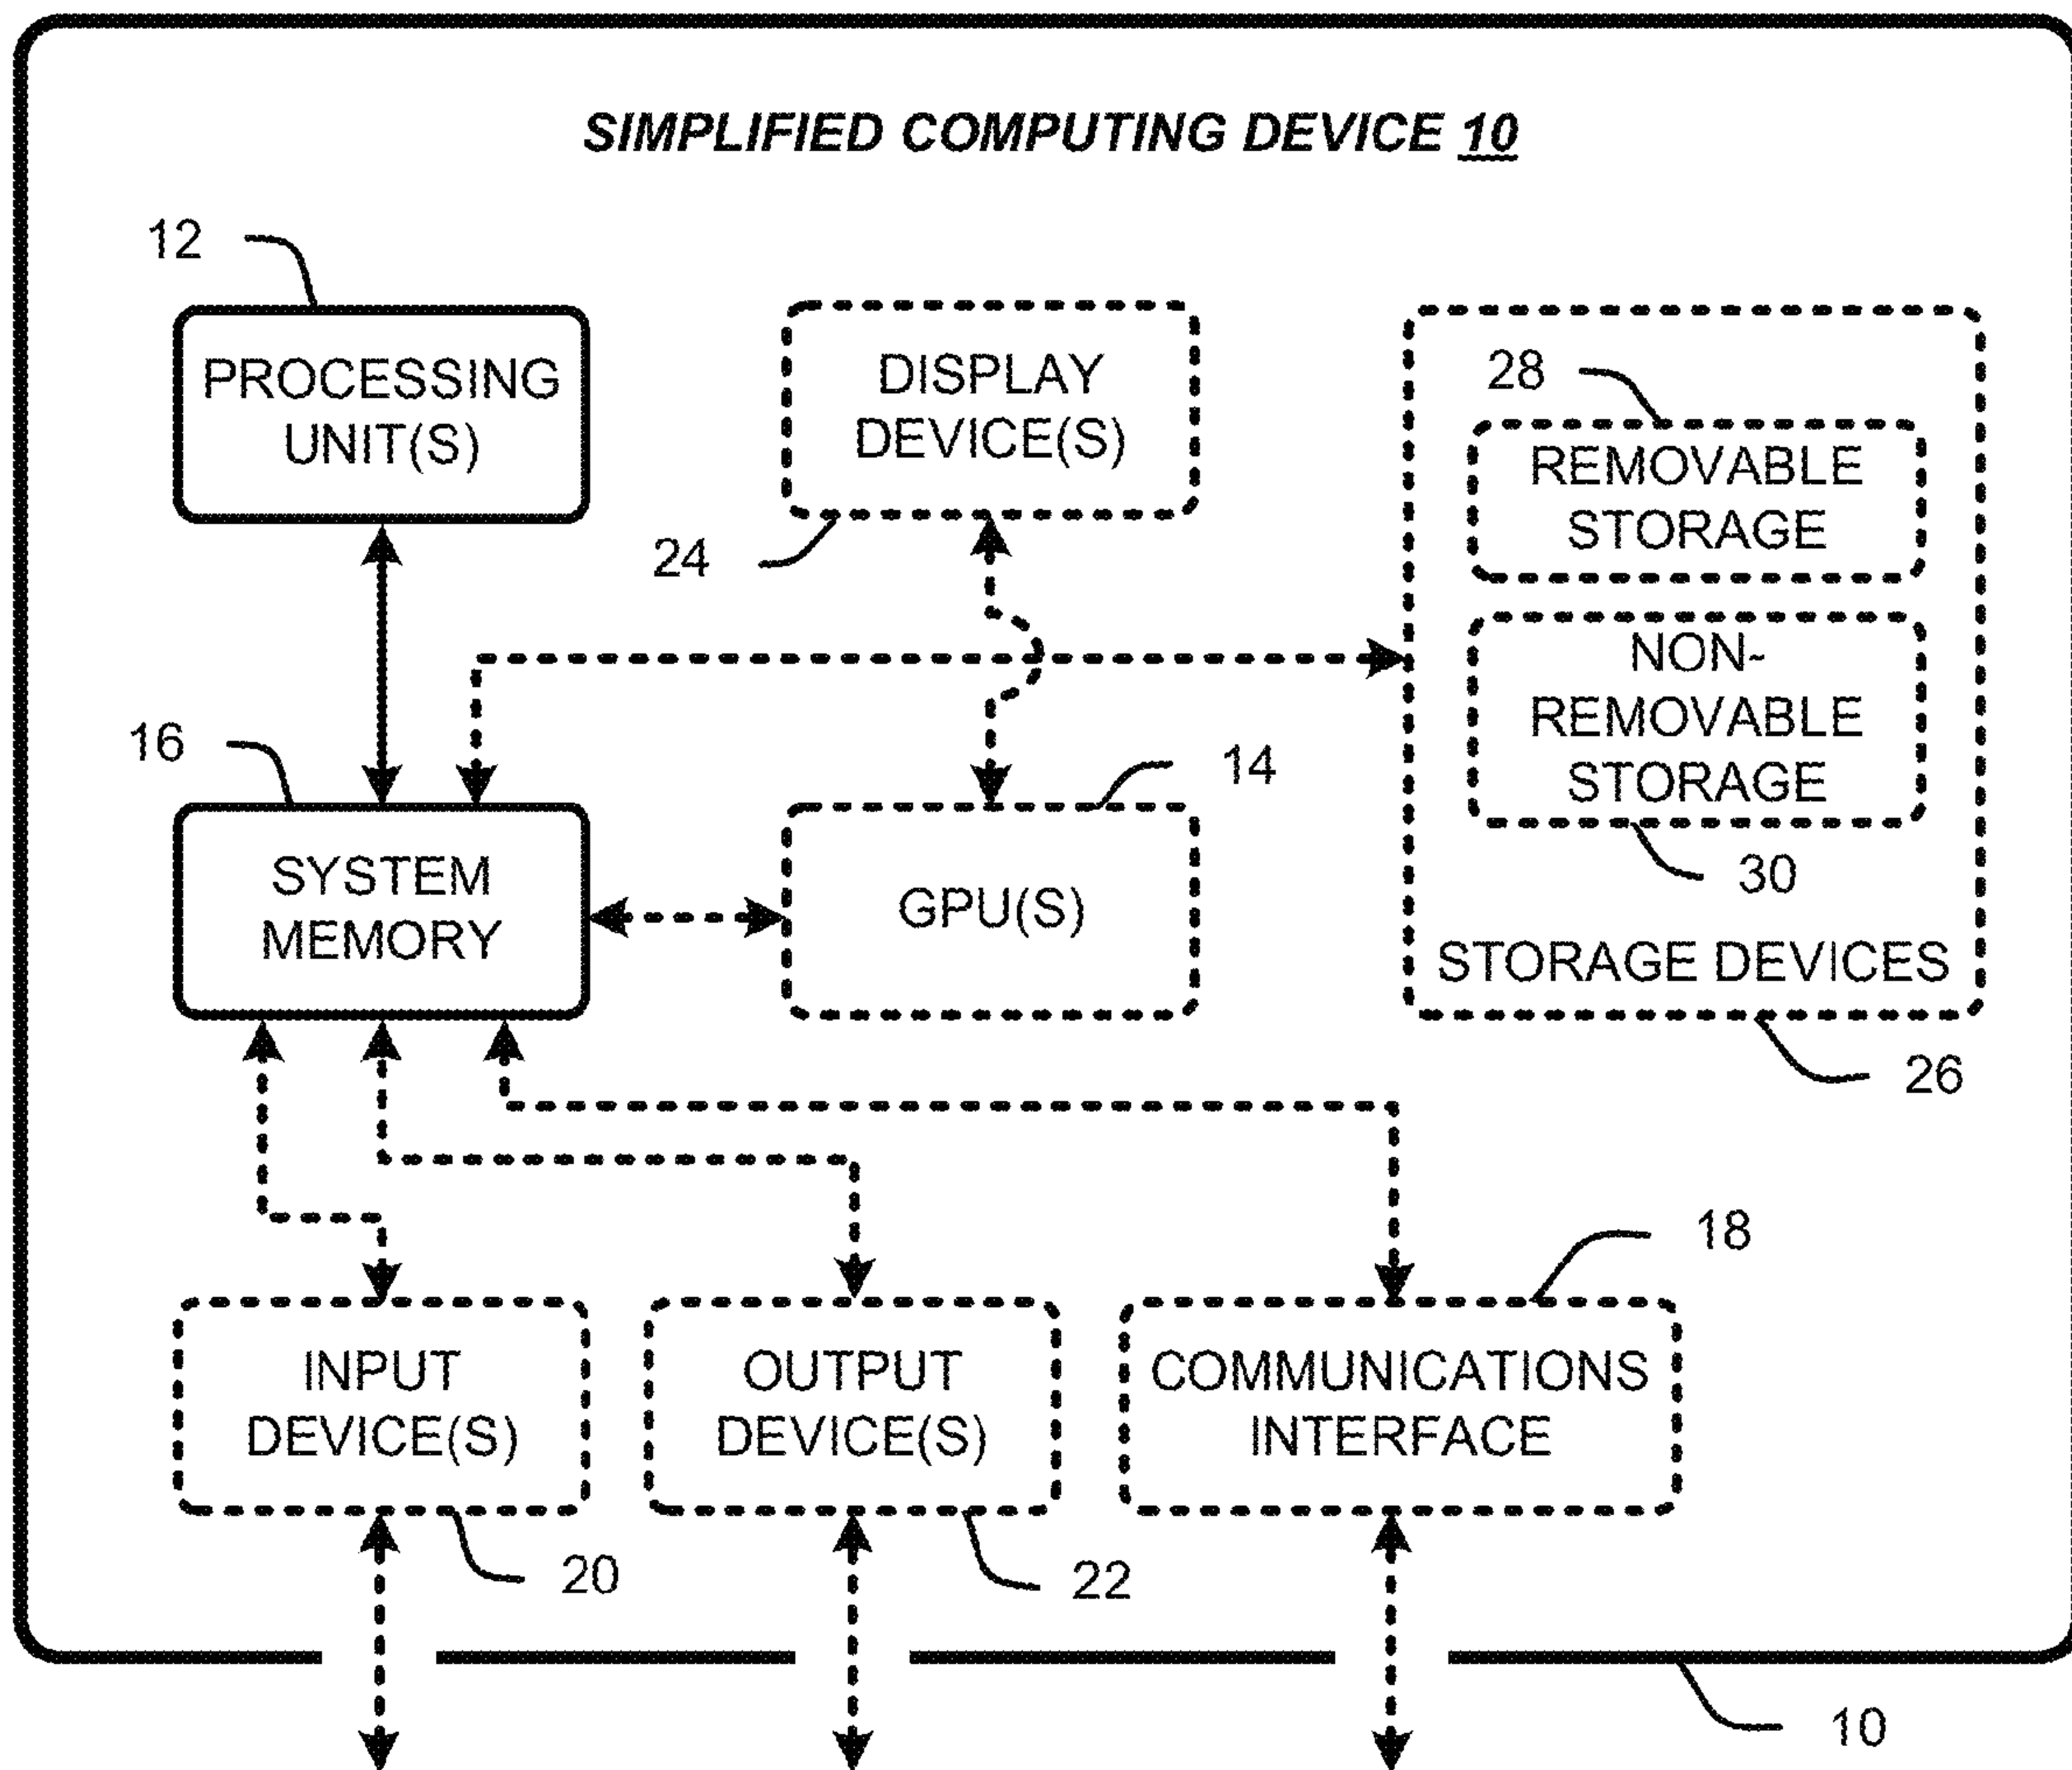 SIMPLIFIED COMPUTING DEVICE 10
12
PROCESSING
UNIT(S)
DISPLAY
DEVICE(S)
24
28
REMOVABLE
STORAGE
NON-
REMOVABLE
STORAGE
30
STORAGE DEVICES
26
16
SYSTEM
MEMORY
14
GPU(S)
18
INPUT
DEVICE(S)
20
OUTPUT
DEVICE(S)
22
COMMUNICATIONS
INTERFACE
10